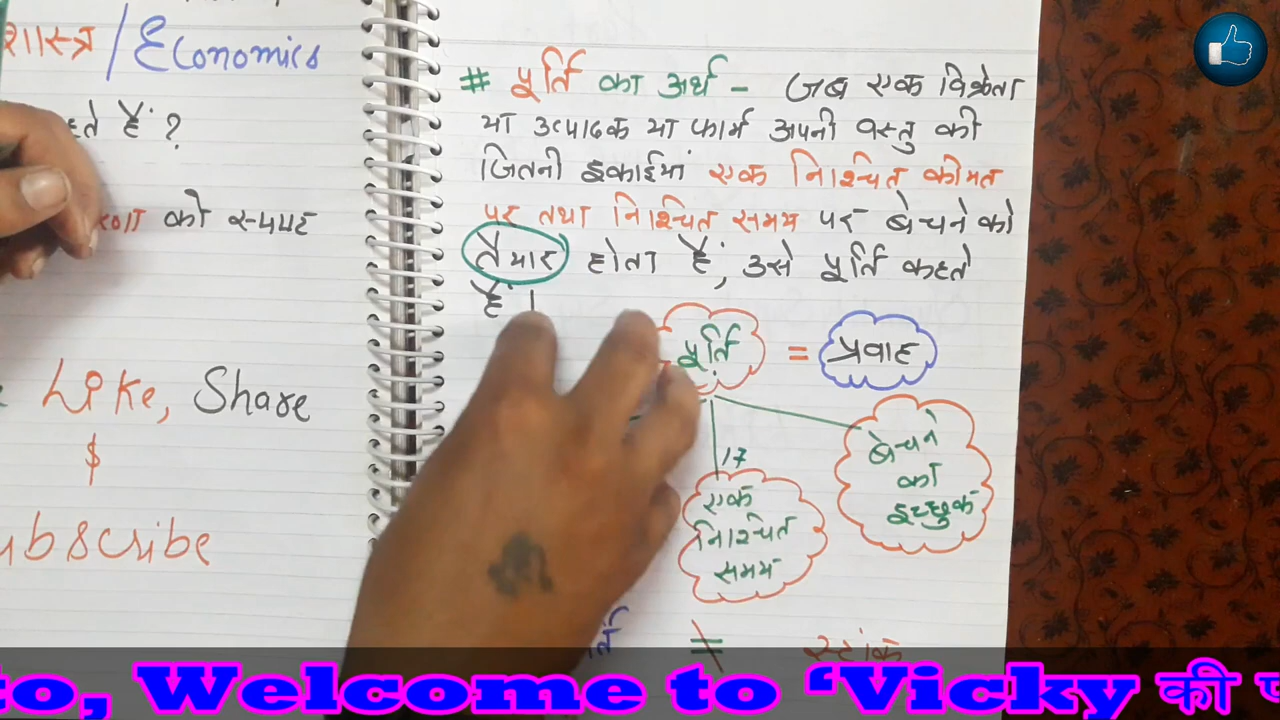 शास्त्र / Economics
हते हैं ?
को स्पष्ट
Like, Share
$
ubscribe
# पूर्ति का अर्थ - जब एक विक्रेता
या उत्पादक या फार्म अपनी वस्तु की
जितनी इकाईयां एक निश्चित कीमत
पर तथा निश्चित समय पर बेचने को
तैयार होता हैं, उसे पूर्ति कहते
हैं।
पूर्ति = प्रवाह
बेचने
का
इच्छुक
17
एक
निश्चित
समय
≠ स्टॉक
to, Welcome to ‘Vicky की